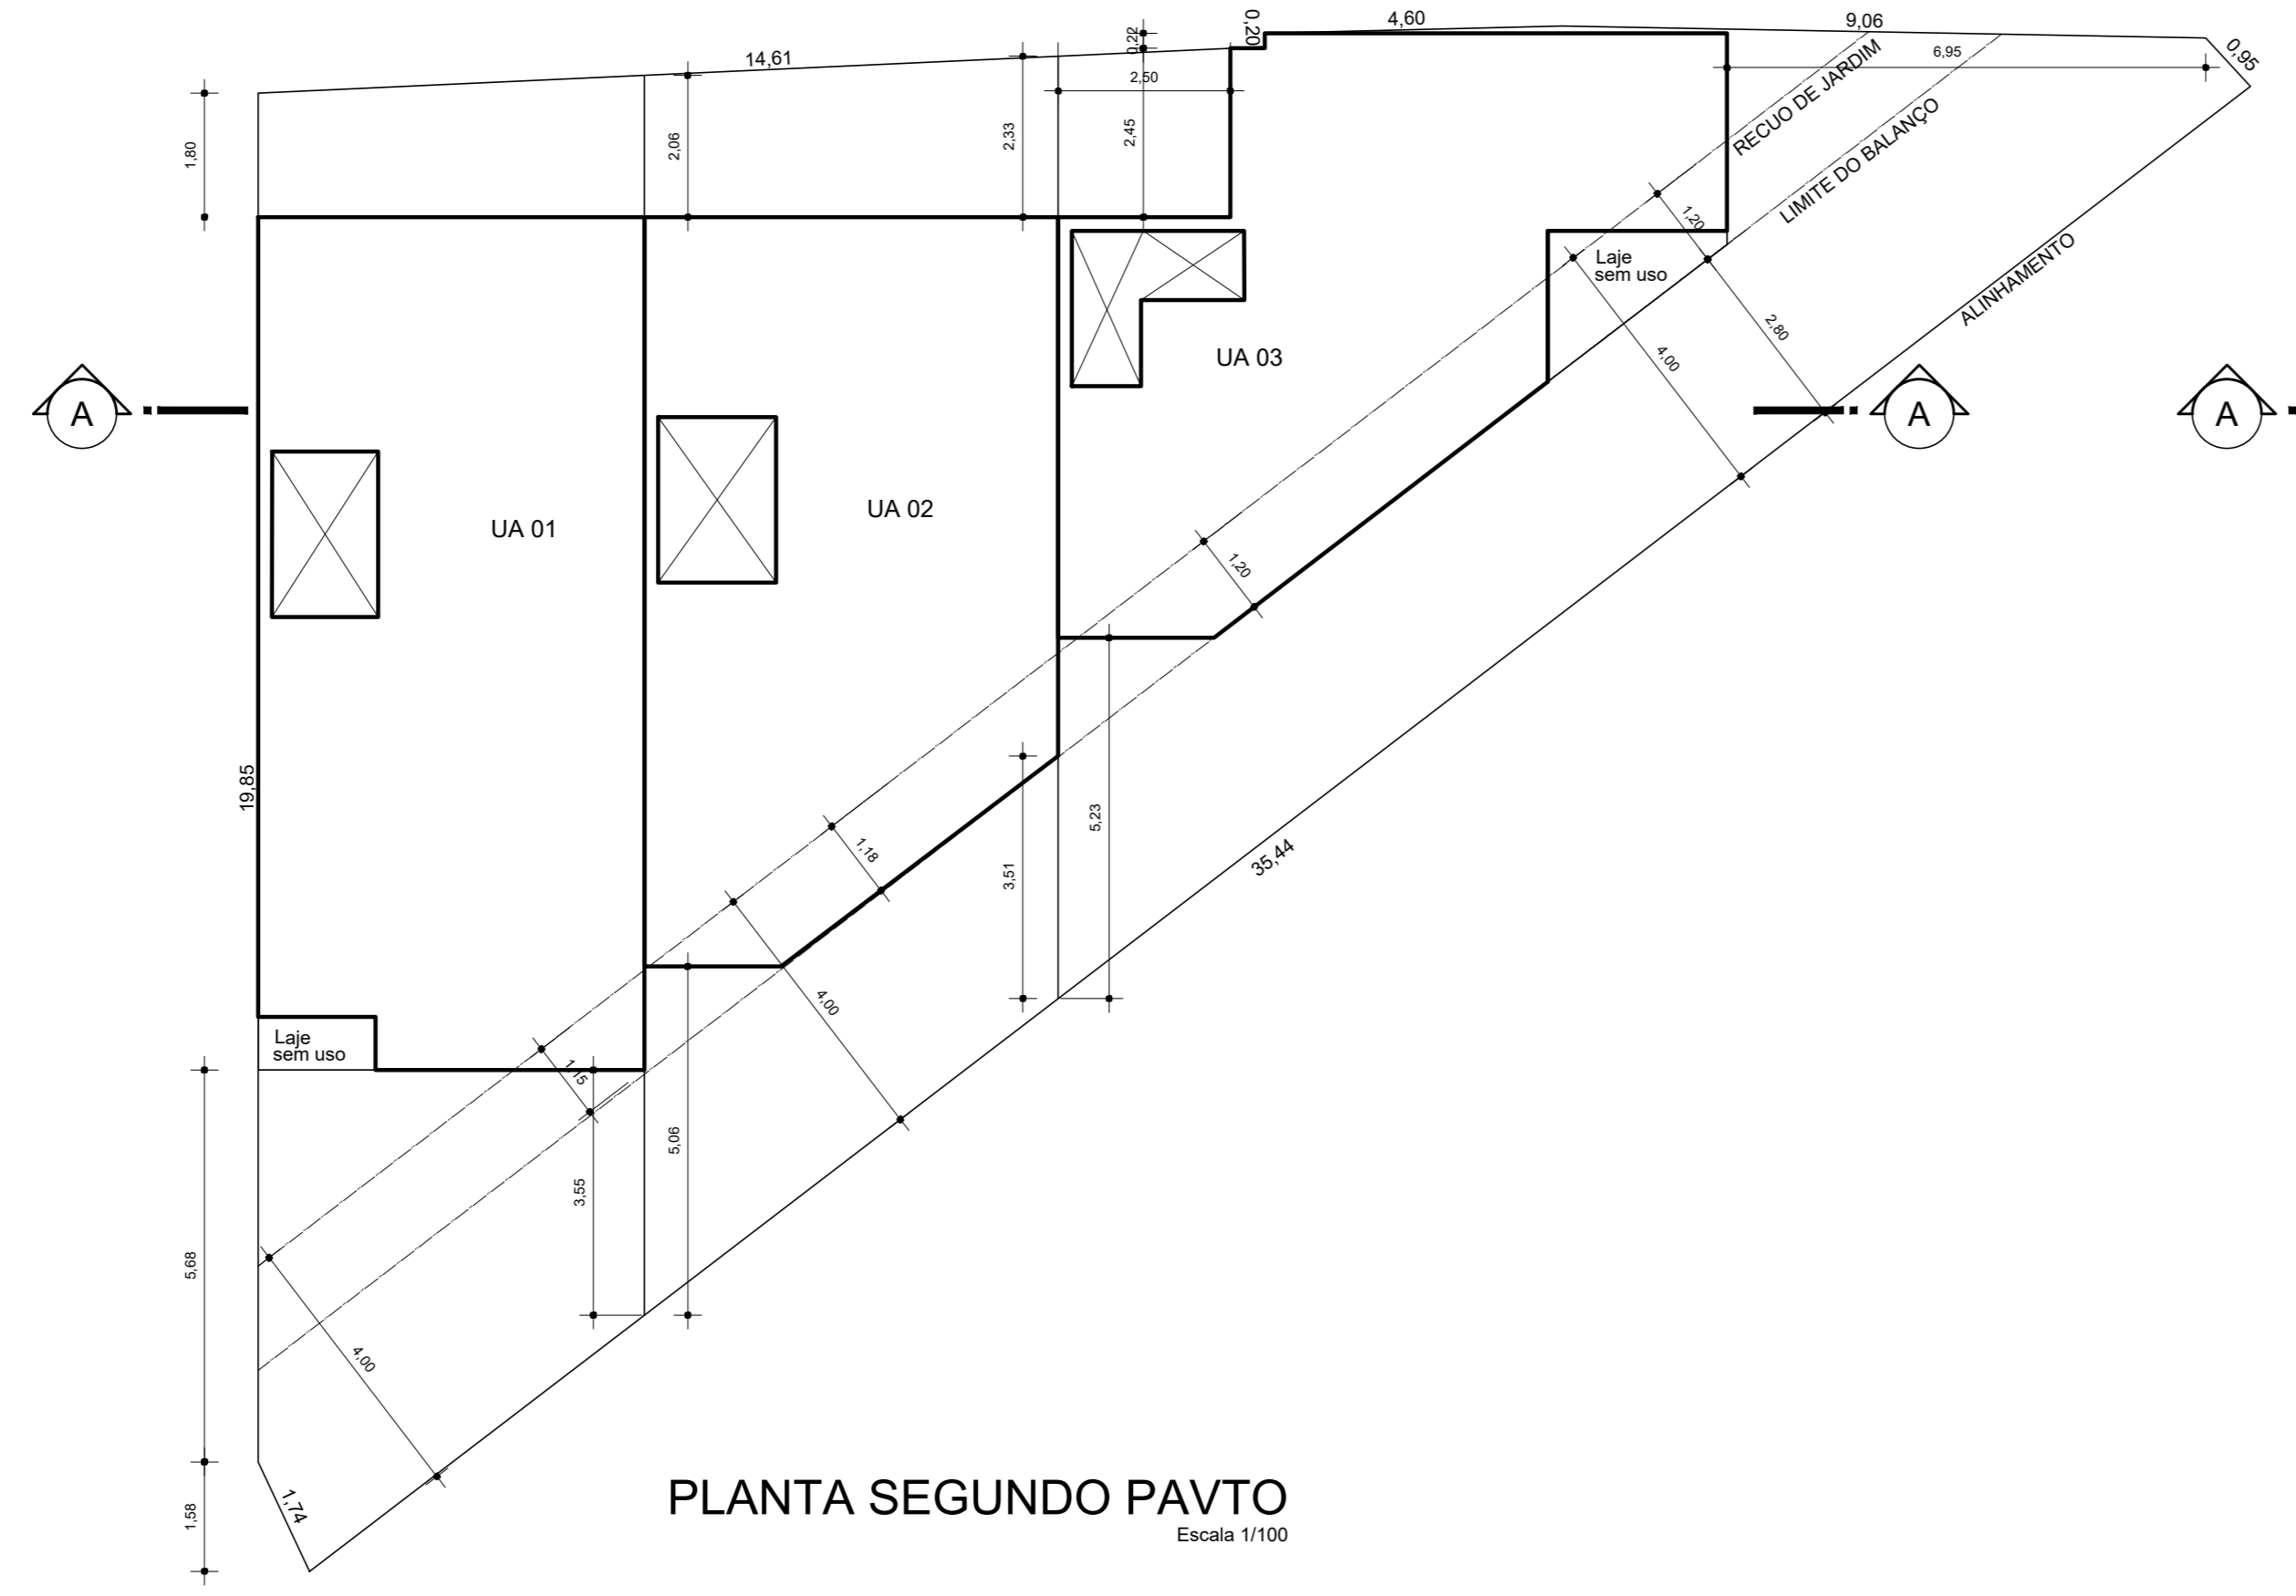 0,20
4,60
9,06
0,22
14,61
6,95
0,95
2,50
RECUO DE JARDIM
1,80
2,06
2,33
2,45
LIMITE DO BALANÇO
1,20
ALINHAMENTO
Laje
sem uso
2,80
4,00
UA 03
A
A
A
UA 02
UA 01
1,20
19,85
5,23
1,18
3,51
35,44
4,00
Laje
sem uso
1,15
5,06
3,55
5,68
4,00
1,74
1,58
PLANTA SEGUNDO PAVTO
Escala 1/100